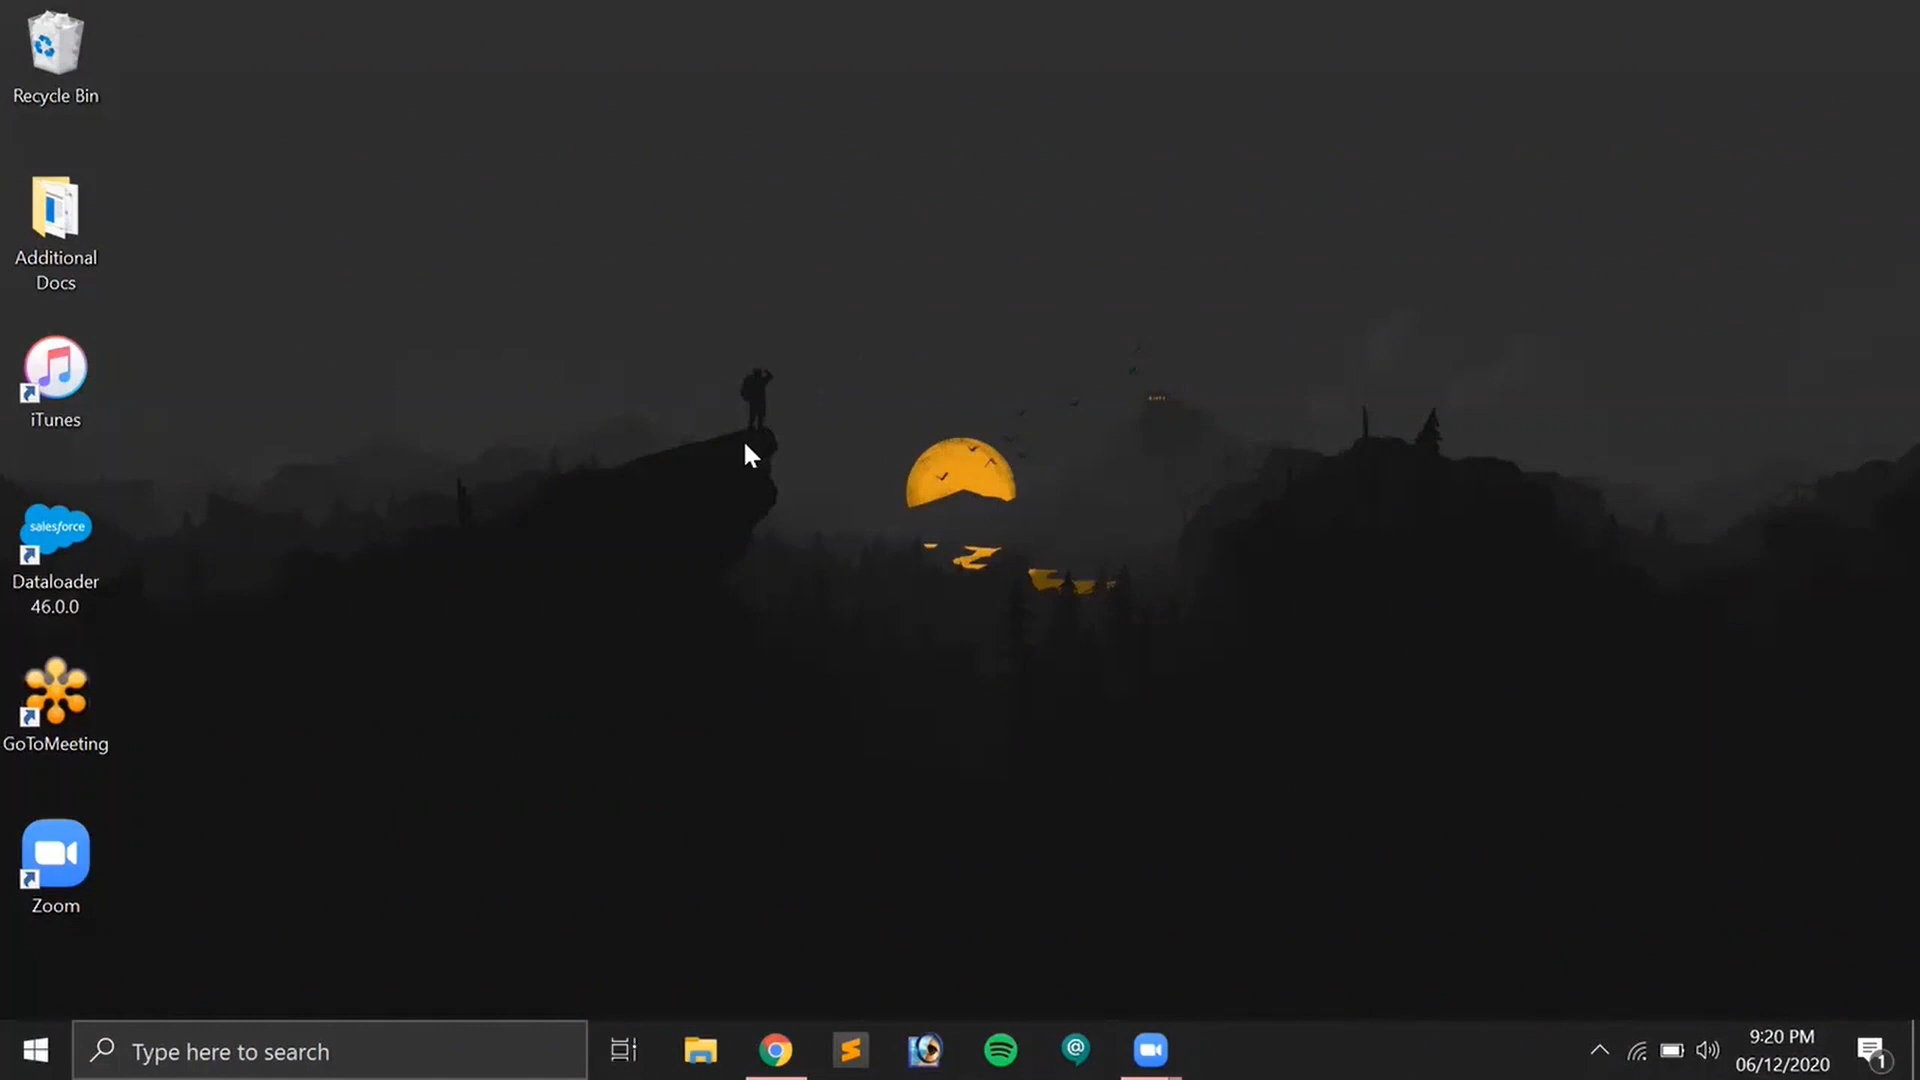 Recycle Bin
Additional
Docs
iTunes
salesforce
Dataloader
46.0.0
GoToMeeting
Zoom
Type here to search
9:20 PM
06/12/2020
1